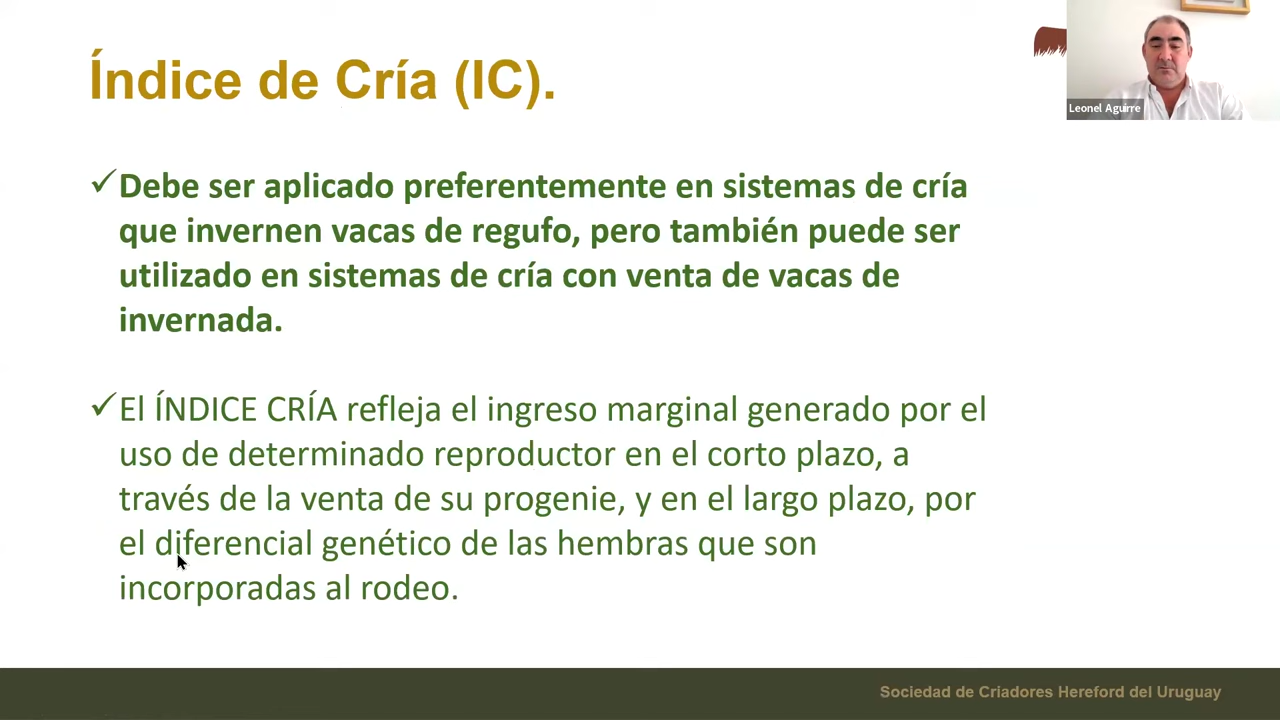 Índice de Cría (IC).
Leonel Aguirre
✓Debe ser aplicado preferentemente en sistemas de cría
que invernen vacas de regufo, pero también puede ser
utilizado en sistemas de cría con venta de vacas de
invernada.
✓El ÍNDICE CRÍA refleja el ingreso marginal generado por el
uso de determinado reproductor en el corto plazo, a
través de la venta de su progenie, y en el largo plazo, por
el diferencial genético de las hembras que son
incorporadas al rodeo.
Sociedad de Criadores Hereford del Uruguay